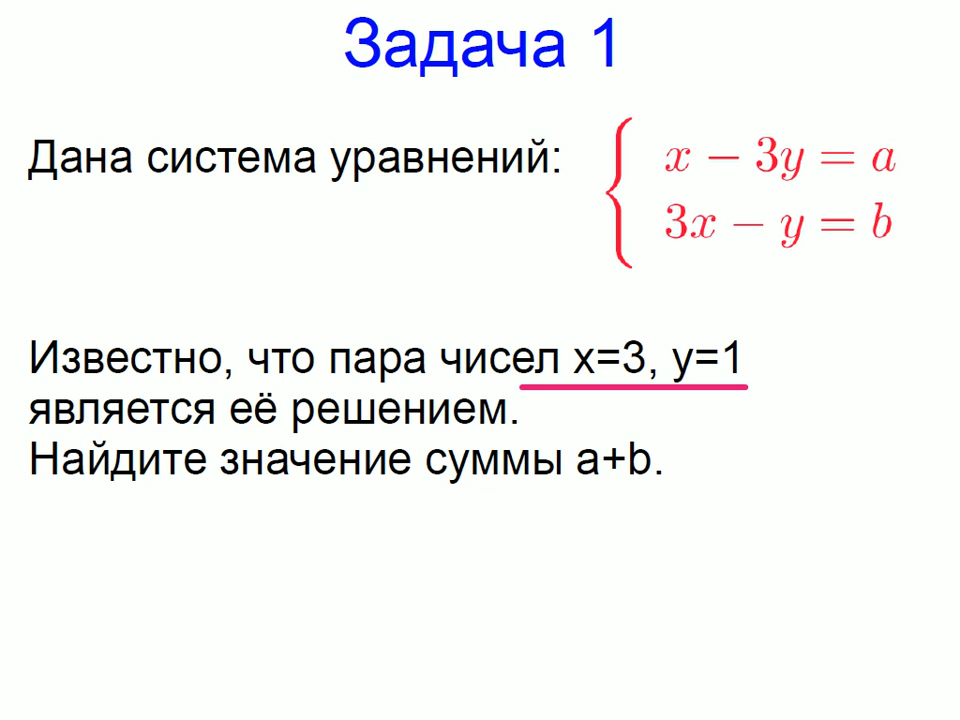 Задача 1
Дана система уравнений:
x − 3y = a
3x − y = b
Известно, что пара чисел x=3, y=1
является её решением.
Найдите значение суммы a+b.